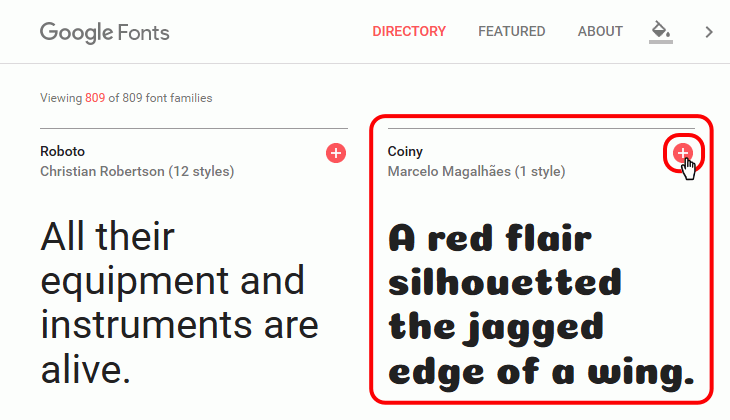 Google Fonts
DIRECTORY FEATURED ABOUT
Viewing 809 of 809 font families
Roboto
Christian Robertson (12 styles)
All their
equipment and
instruments are
alive.
Coiny
Marcelo Magalhães (1 style)
A red flair
silhouetted
the jagged
edge of a wing.